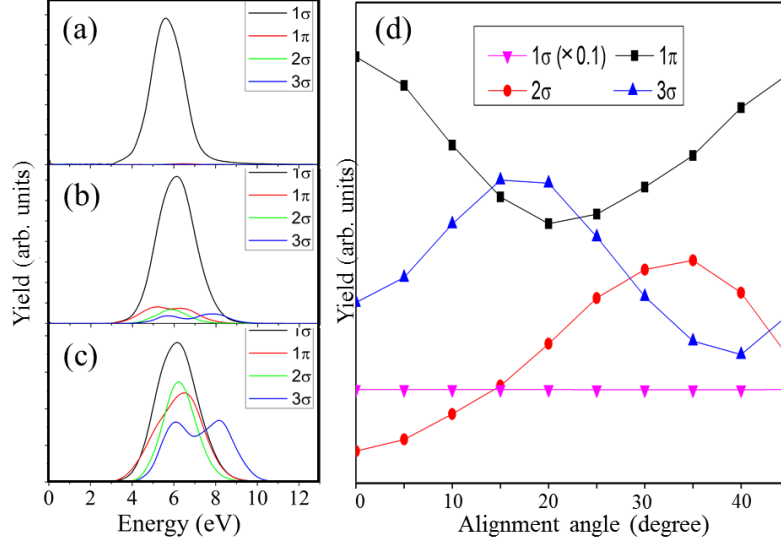 (a)
1σ
1π
2σ
3σ
(b)
1σ
1π
2σ
3σ
(c)
1σ
1π
2σ
3σ
Yield (arb. units)
0 2 4 6 8 10 12
Energy (eV)
(d)
1σ (×0.1) 1π
2σ 3σ
Yield (arb. units)
0 10 20 30 40
Alignment angle (degree)